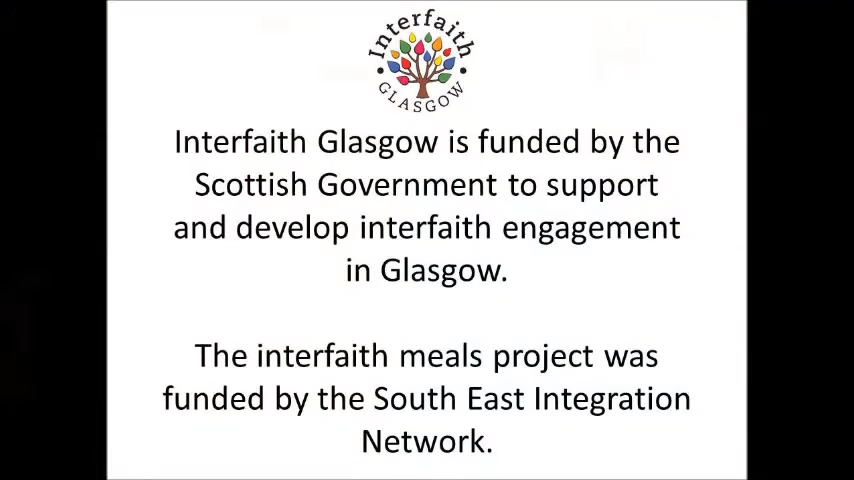 Interfaith
GLASGOW
Interfaith Glasgow is funded by the
Scottish Government to support
and develop interfaith engagement
in Glasgow.
The interfaith meals project was
funded by the South East Integration
Network.